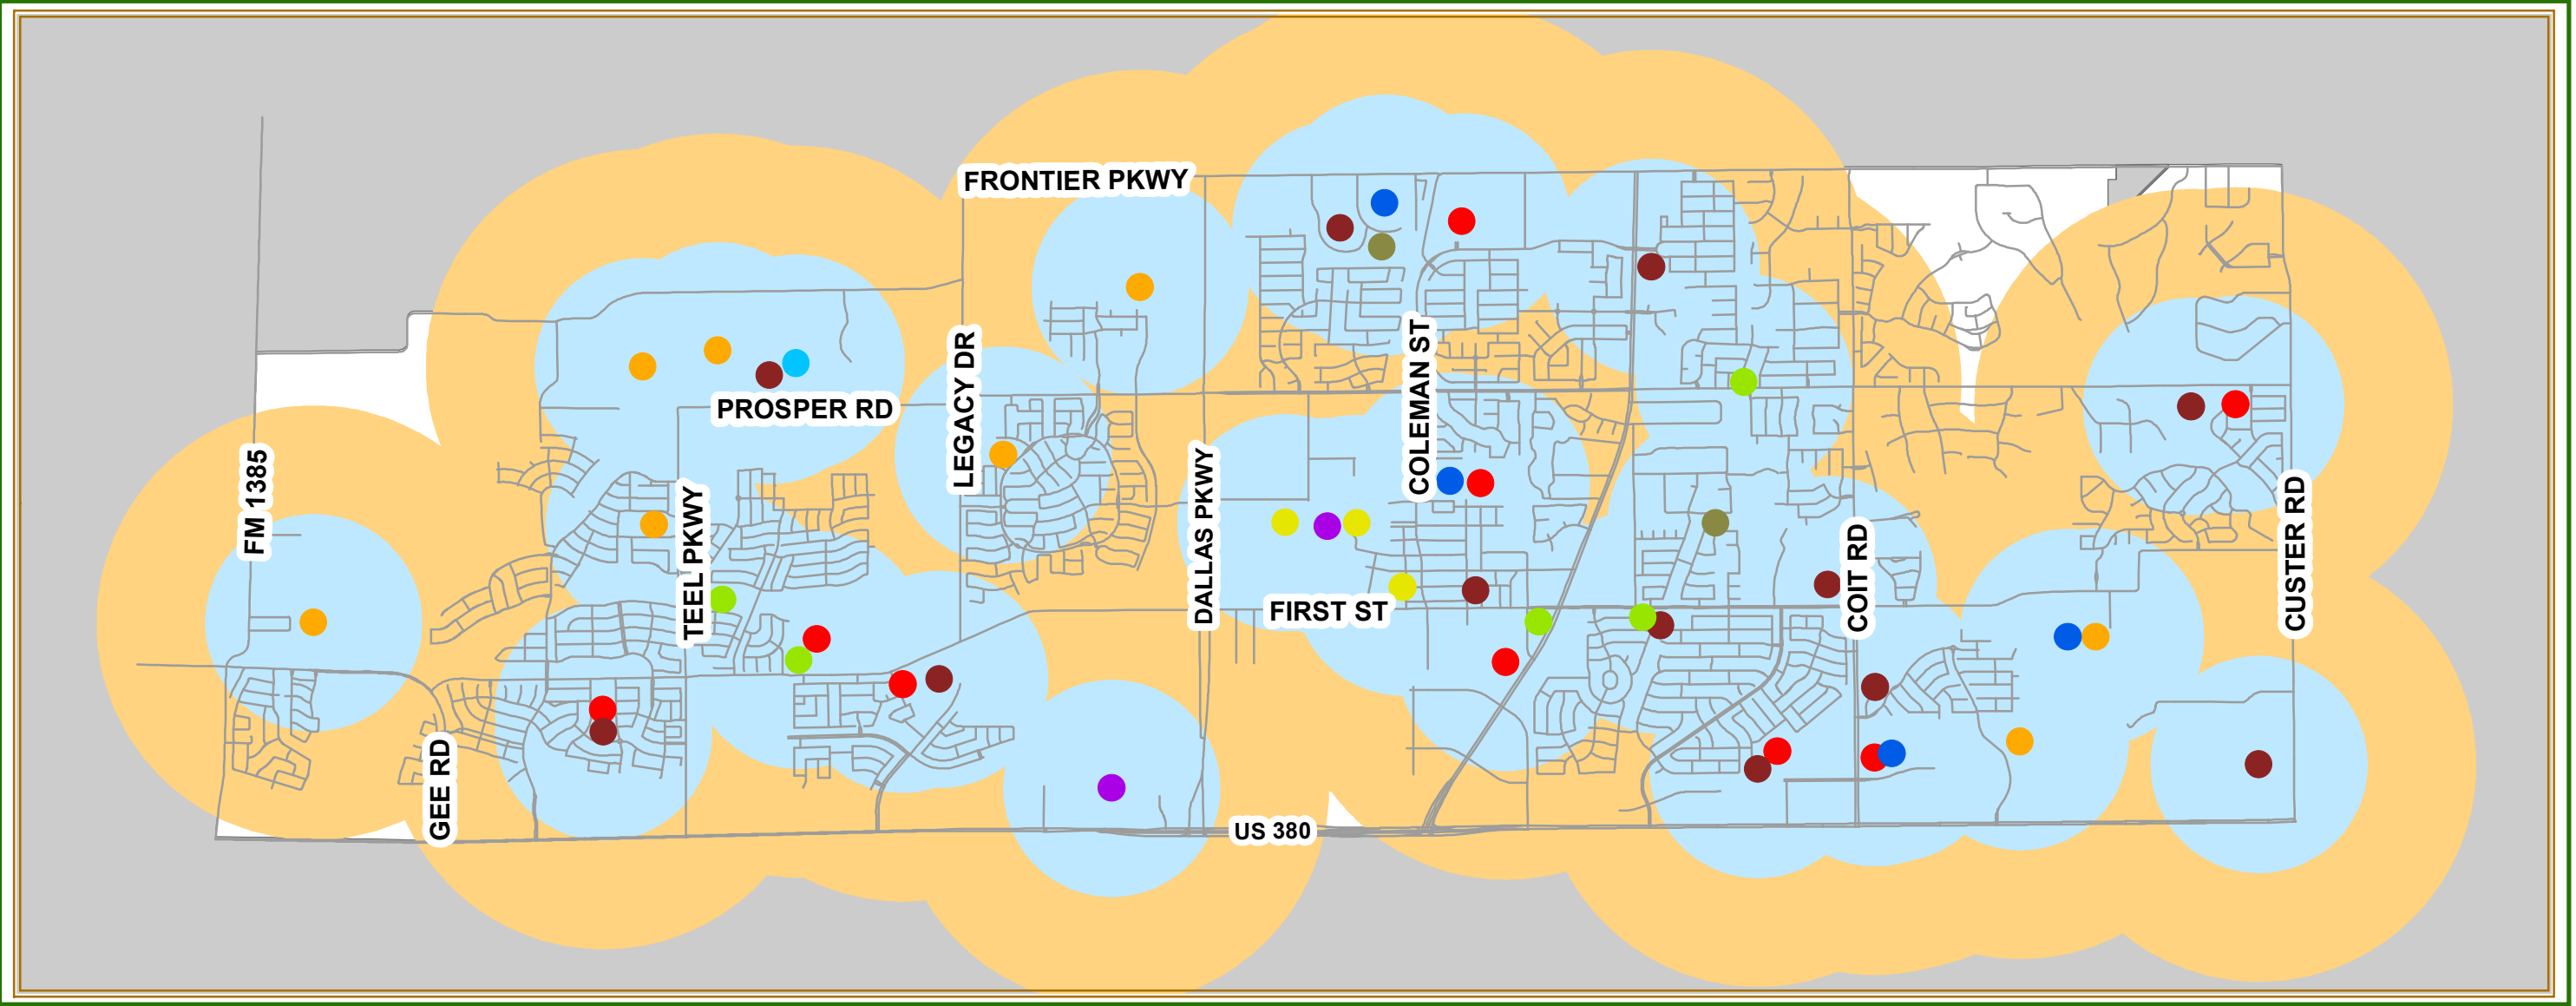 FRONTIER PKWY
PROSPER RD
LEGACY DR
COLEMAN ST
FM 1385
TEEL PKWY
DALLAS PKWY
FIRST ST
COIT RD
CUSTER RD
GEE RD
US 380